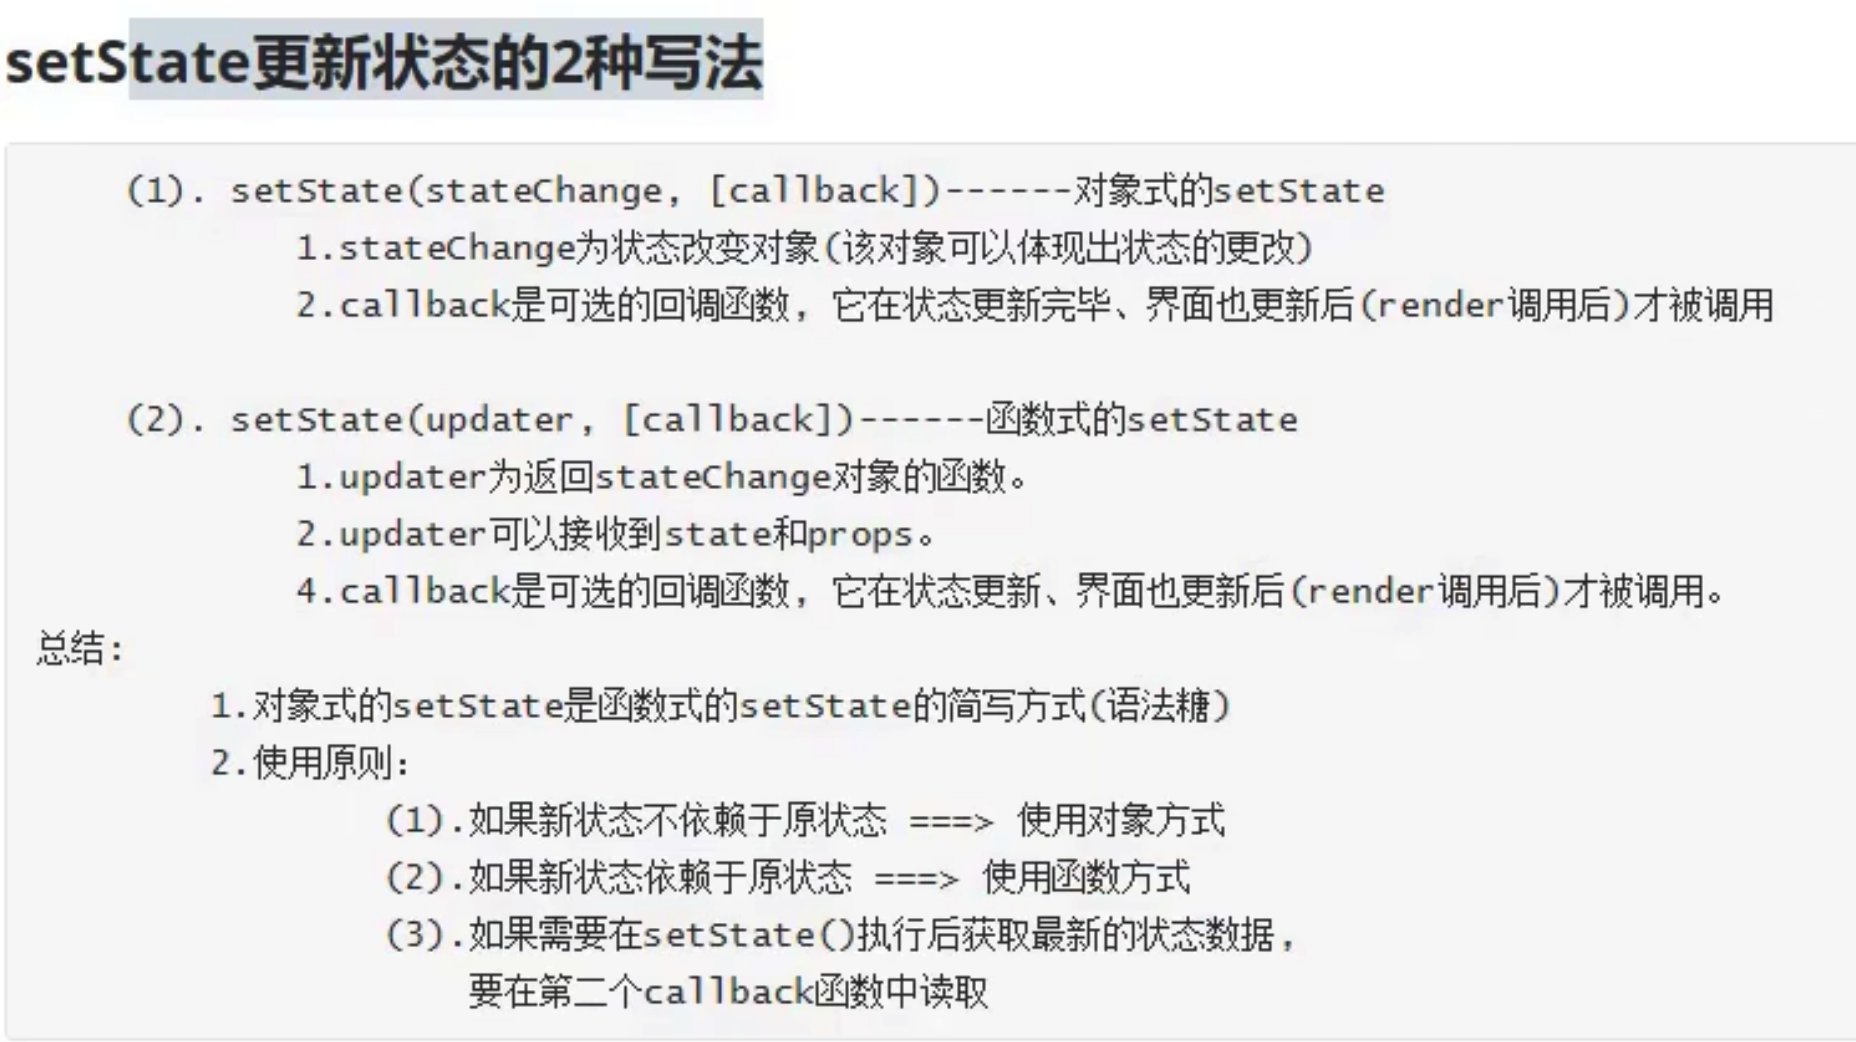 setState更新状态的2种写法
(1). setState(stateChange, [callback])------对象式的setState
1.stateChange为状态改变对象(该对象可以体现出状态的更改)
2.callback是可选的回调函数, 它在状态更新完毕、界面也更新后(render调用后)才被调用
(2). setState(updater, [callback])------函数式的setState
1.updater为返回stateChange对象的函数。
2.updater可以接收到state和props。
4.callback是可选的回调函数, 它在状态更新、界面也更新后(render调用后)才被调用。
总结:
1.对象式的setState是函数式的setState的简写方式(语法糖)
2.使用原则:
(1).如果新状态不依赖于原状态 ===> 使用对象方式
(2).如果新状态依赖于原状态 ===> 使用函数方式
(3).如果需要在setState()执行后获取最新的状态数据,
要在第二个callback函数中读取